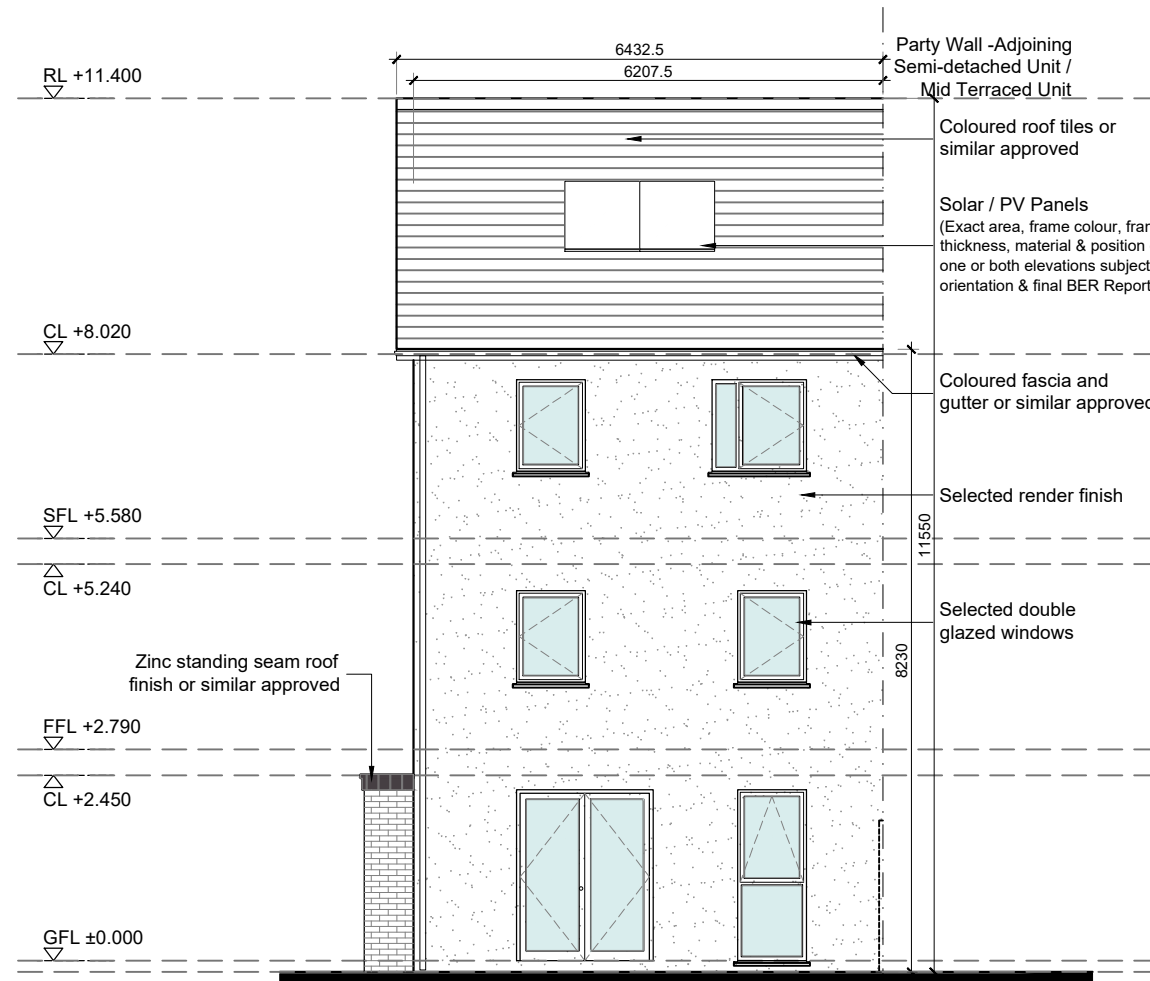 6432.5
6207.5
RL +11.400
Party Wall -Adjoining
Semi-detached Unit /
Mid Terraced Unit
Coloured roof tiles or
similar approved
Solar / PV Panels
(Exact area, frame colour,
thickness, material & position
one or both elevations subject
orientation & final BER Report
CL +8.020
Coloured fascia and
gutter or similar approved
Selected render finish
SFL +5.580
11550
CL +5.240
Selected double
glazed windows
8230
Zinc standing seam roof
finish or similar approved
FFL +2.790
CL +2.450
GFL ±0.000